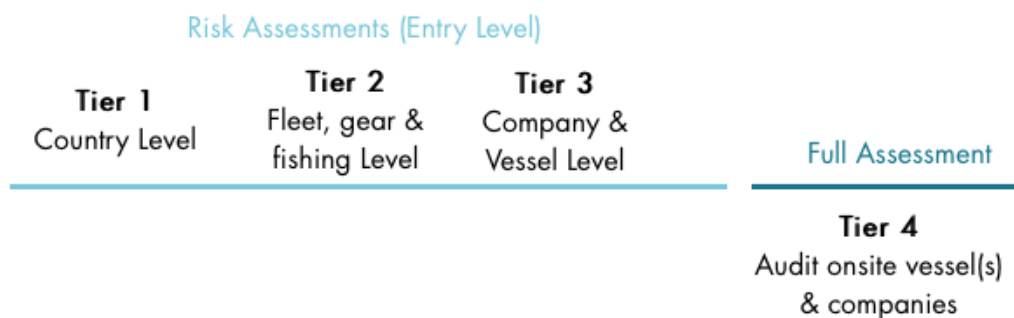 Risk Assessments (Entry Level)
Tier 1
Country Level
Tier 2
Fleet, gear &
fishing Level
Tier 3
Company &
Vessel Level
Full Assessment
Tier 4
Audit onsite vessel(s)
& companies